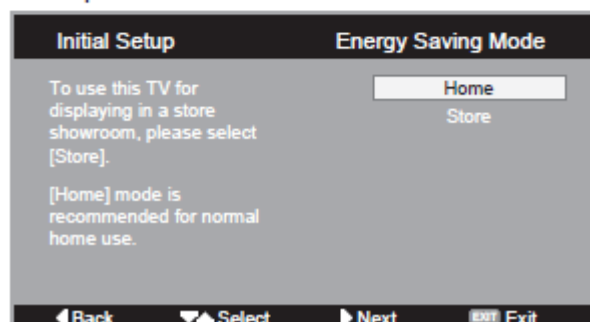 Initial Setup Energy Saving Mode
To use this TV for
displaying in a store
showroom, please select
[Store].
[Home] mode is
recommended for normal
home use.
Home
Store
Back Select Next EXIT Exit